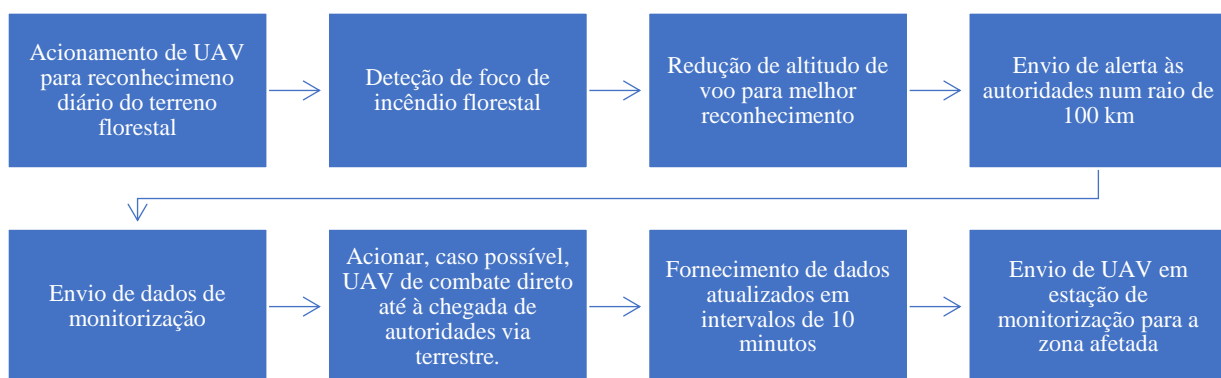 Acionamento de UAV
para reconhecimeno
diário do terreno
florestal
Deteção de foco de
incêndio florestal
Redução de altitudo de
voo para melhor
reconhecimento
Envio de alerta às
autoridades num raio de
100 km
Envio de dados de
monitorização
Acionar, caso possível,
UAV de combate direto
até à chegada de
autoridades via
terrestre.
Fornecimento de dados
atualizados em
intervalos de 10
minutos
Envio de UAV em
estação de
monitorização para a
zona afetada